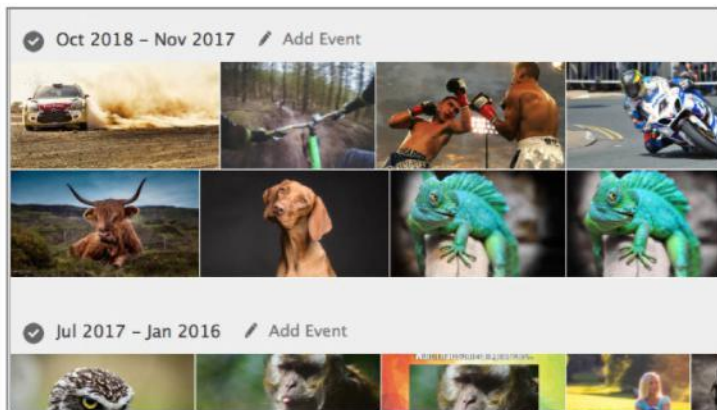 Oct 2018 – Nov 2017 Add Event
Jul 2017 – Jan 2016 Add Event